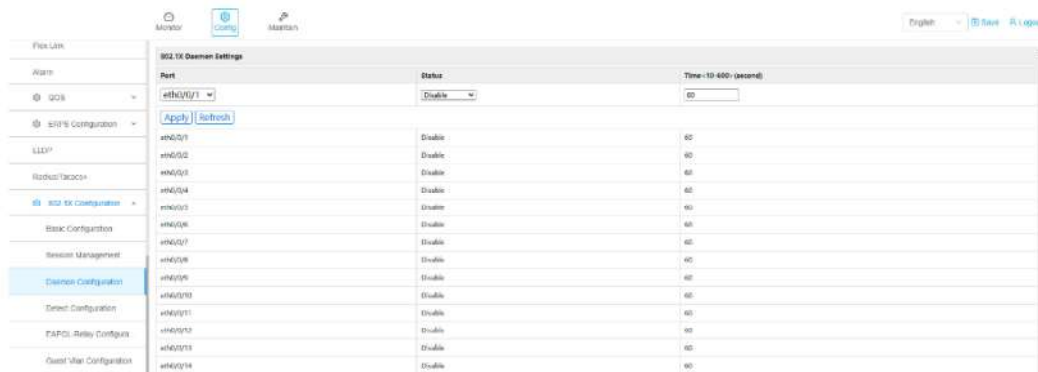 Monitor Config Maintain English Save Logout
Flex Link
802.1X Daemon Settings
Alarm
Port Status Time<10-600> (second)
QOS
eth0/0/1 Disable 60
ERPS Configuration
Apply Refresh
LLDP
eth0/0/1 Disable 60
eth0/0/2 Disable 60
Radius/Tacacs+
eth0/0/3 Disable 60
eth0/0/4 Disable 60
802.1X Configuration
eth0/0/5 Disable 60
Basic Configuration
eth0/0/6 Disable 60
eth0/0/7 Disable 60
Session Management
eth0/0/8 Disable 60
Daemon Configuration
eth0/0/9 Disable 60
eth0/0/10 Disable 60
Detect Configuration
eth0/0/11 Disable 60
EAPOL-Relay Configura
eth0/0/12 Disable 60
eth0/0/13 Disable 60
Guest Vlan Configuration
eth0/0/14 Disable 60